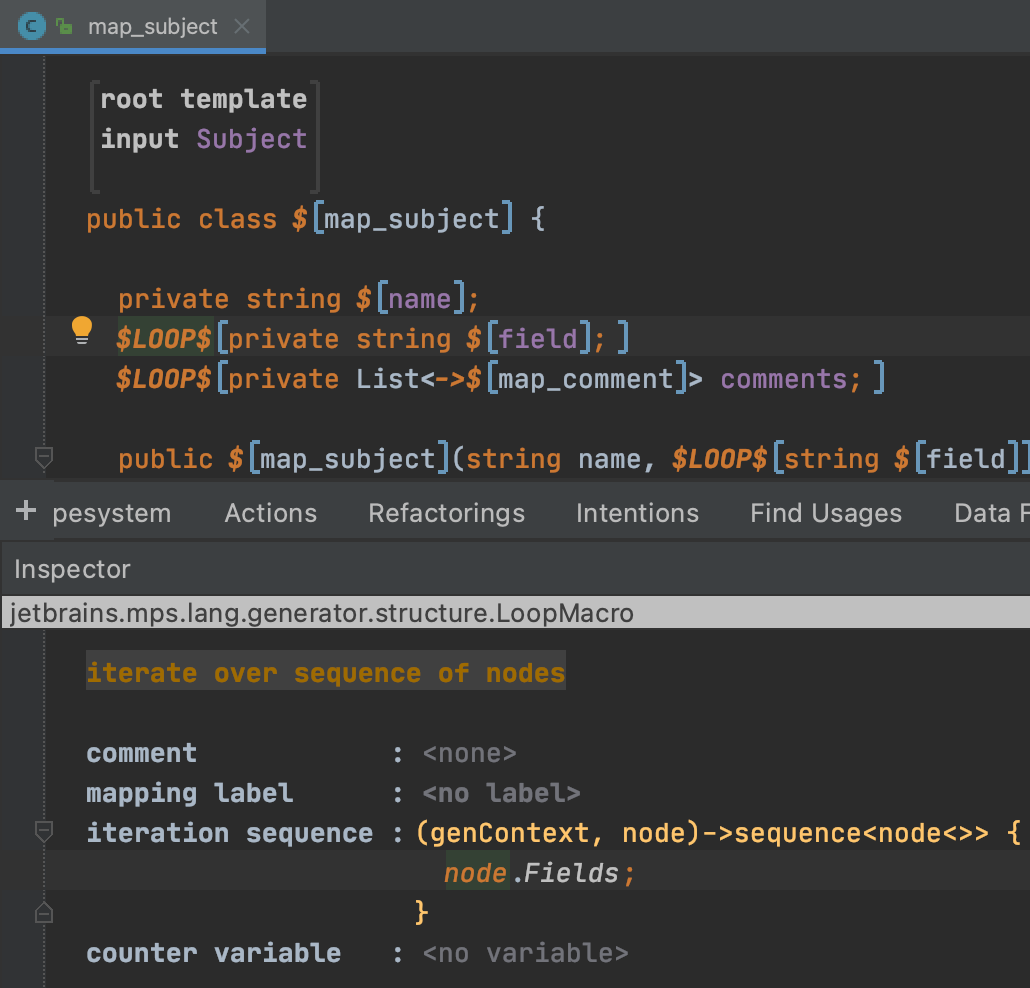 C map_subject
root template
input Subject
public class $[map_subject] {
private string $[name];
$LOOP$[private string $[field]; ]
$LOOP$[private List<->$[map_comment]> comments; ]
public $[map_subject](string name, $LOOP$[string $[field]]
+ pesystem Actions Refactorings Intentions Find Usages Data F
Inspector
jetbrains.mps.lang.generator.structure.LoopMacro
iterate over sequence of nodes
comment : <none>
mapping label : <no label>
iteration sequence : (genContext, node)->sequence<node<>> {
node.Fields;
}
counter variable : <no variable>